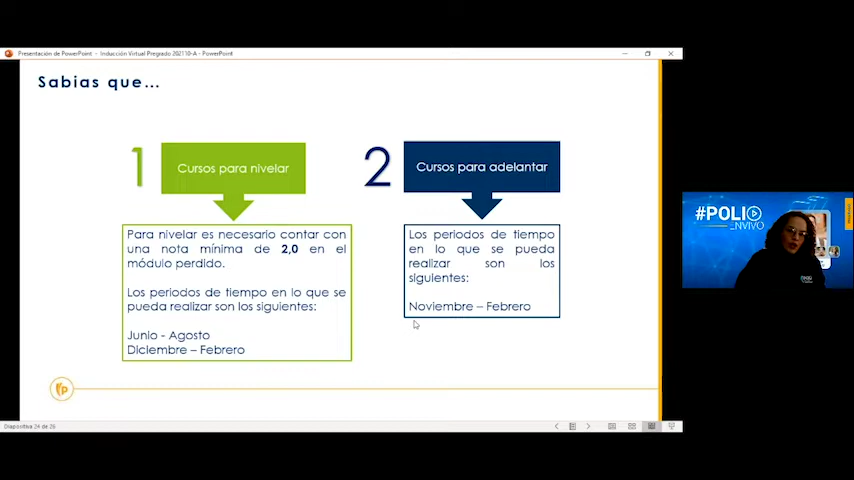 Presentación de PowerPoint - Inducción Virtual Pregrado 202110-A - PowerPoint
Sabias que...
1
Cursos para nivelar
Para nivelar es necesario contar con
una nota mínima de 2,0 en el
módulo perdido.
Los periodos de tiempo en lo que se
pueda realizar son los siguientes:
Junio - Agosto
Diciembre – Febrero
2
Cursos para adelantar
Los periodos de tiempo
en lo que se pueda
realizar son los
siguientes:
Noviembre – Febrero
Diapositiva 24 de 26
#POLI
ENVIVO